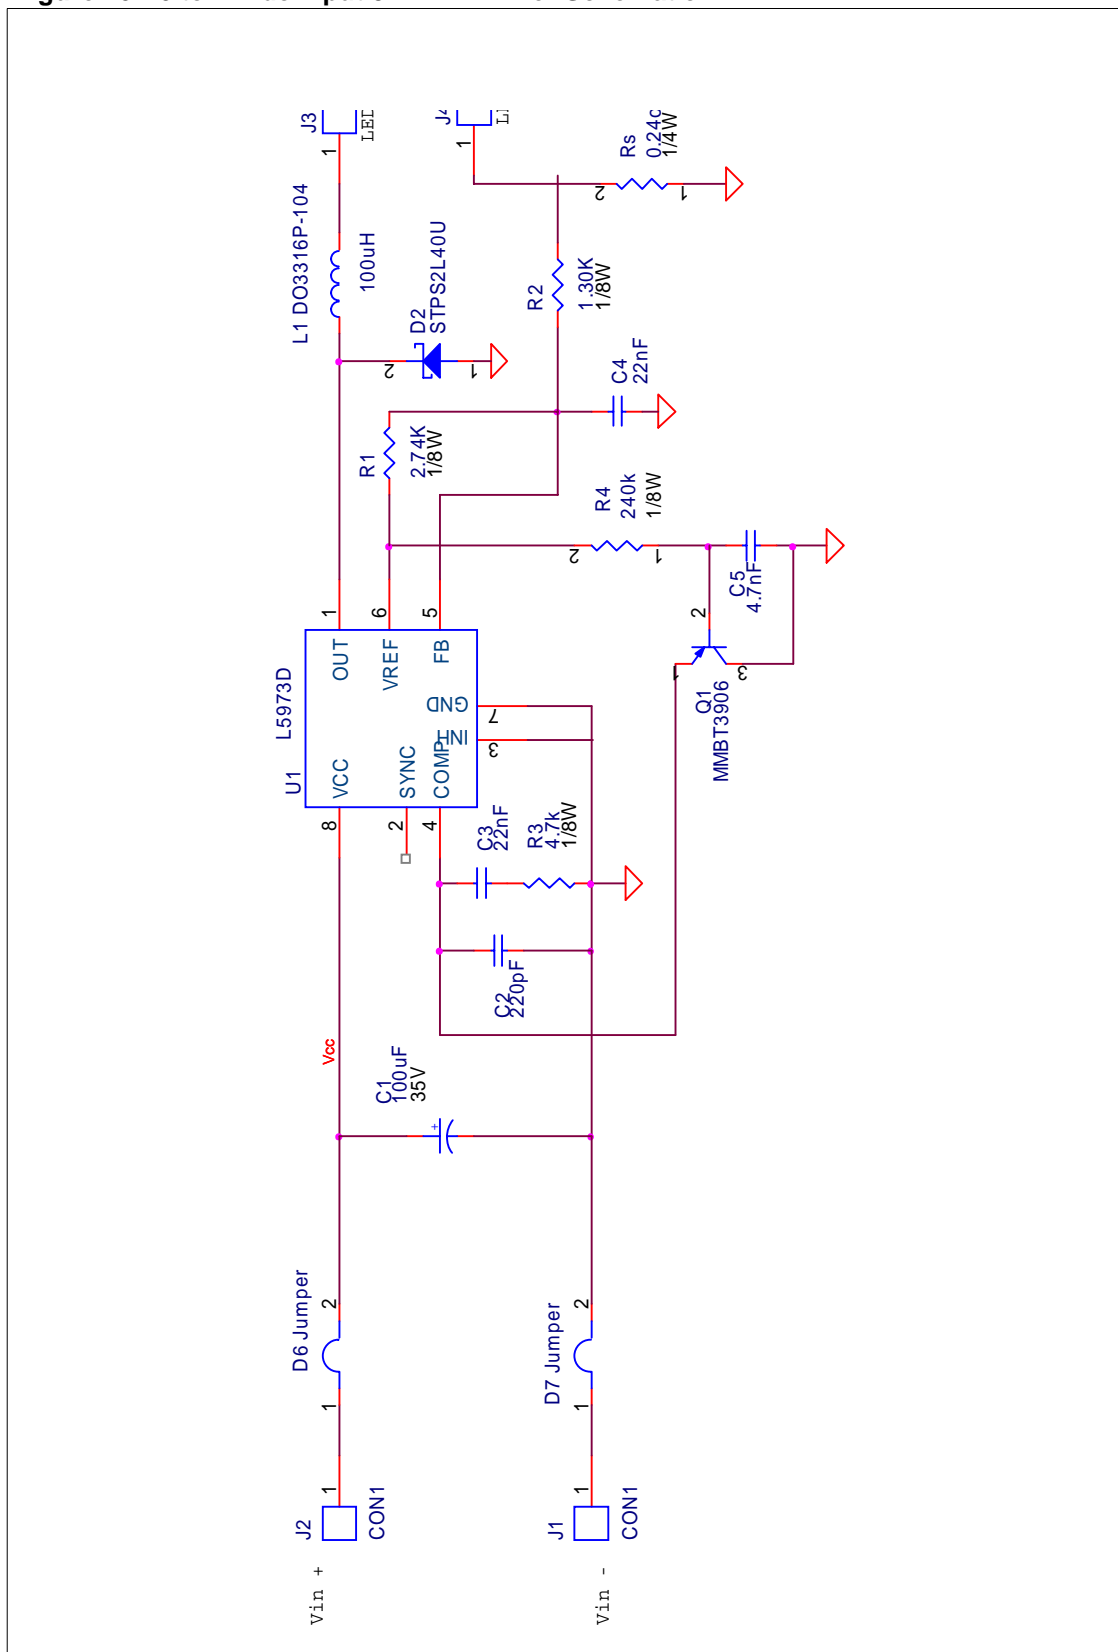 J3
LED
1
L1 DO3316P-104
100uH
1
Rs
0.24
1/4W
2
1
D2
STPS2L40U
2
1
R2
1.30K
1/8W
R1
2.74K
1/8W
C4
22nF
R4
240k
1/8W
2
1
C5
4.7nF
2
1
3
Q1
MMBT3906
U1
L5973D
OUT
VREF
FB
GND
INH
VCC
SYNC
COMP
1
6
5
7
3
8
2
4
C3
22nF
R3
4.7k
1/8W
C2
220pF
Vcc
C1
100uF
35V
+
D6 Jumper
2
1
D7 Jumper
2
1
J2
1
CON1
J1
1
CON1
Vin +
Vin -